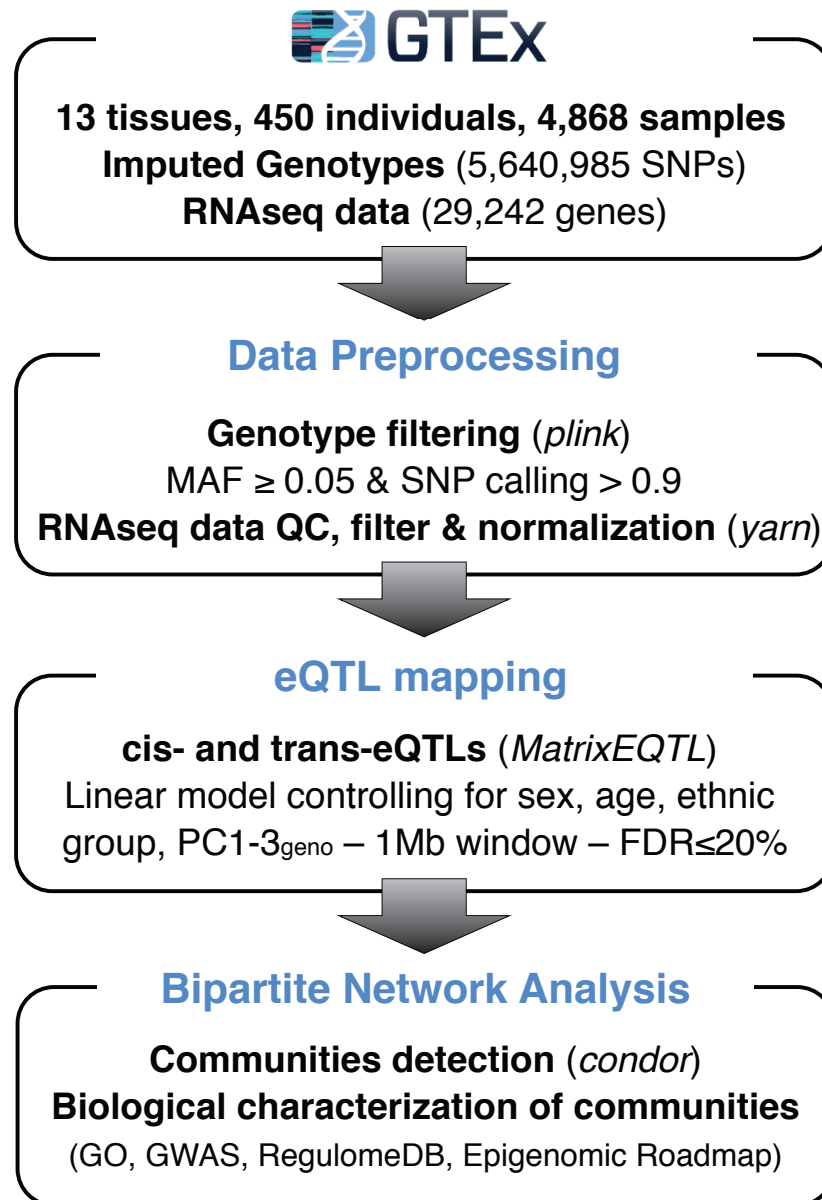 GTEx
13 tissues, 450 individuals, 4,868 samples
Imputed Genotypes (5,640,985 SNPs)
RNAseq data (29,242 genes)
Data Preprocessing
Genotype filtering (plink)
MAF ≥ 0.05 & SNP calling > 0.9
RNAseq data QC, filter & normalization (yarn)
eQTL mapping
cis- and trans-eQTLs (MatrixEQTL)
Linear model controlling for sex, age, ethnic
group, PC1-3geno – 1Mb window – FDR≤20%
Bipartite Network Analysis
Communities detection (condor)
Biological characterization of communities
(GO, GWAS, RegulomeDB, Epigenomic Roadmap)